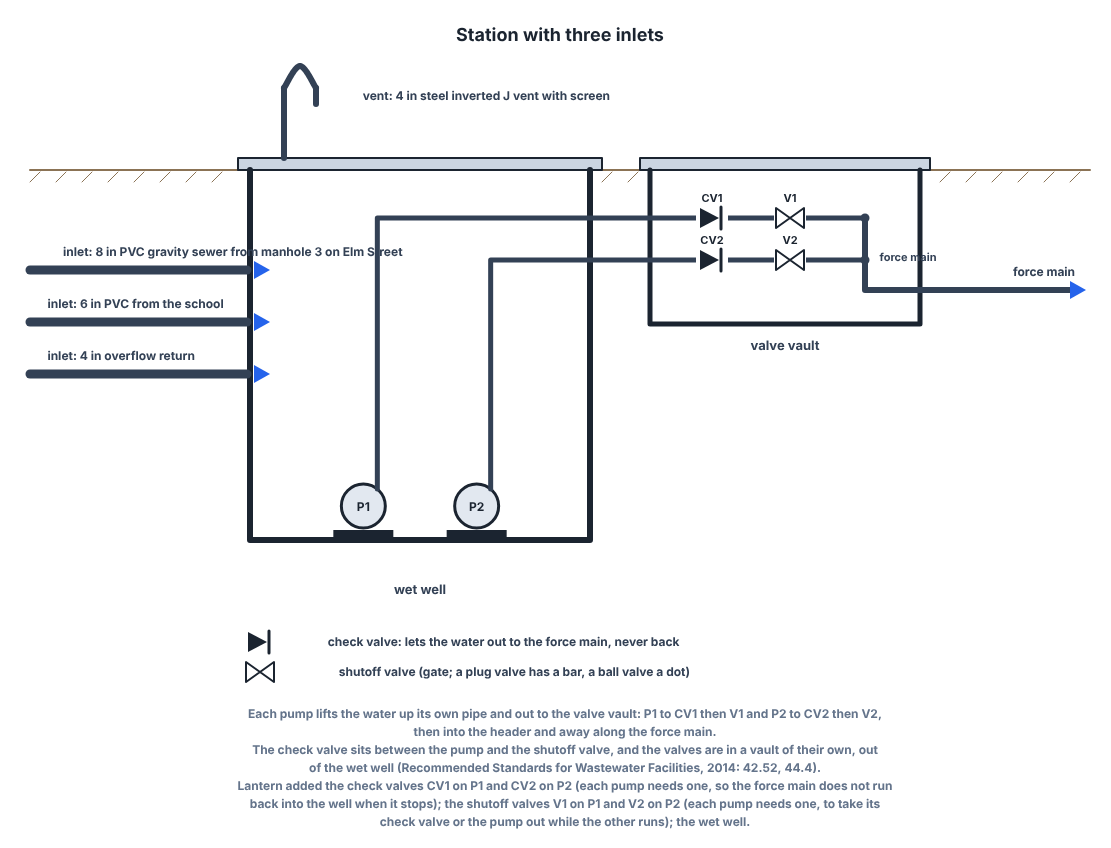 Station with three inlets
vent: 4 in steel inverted J vent with screen
CV1
V1
CV2
V2
inlet: 8 in PVC gravity sewer from manhole 3 on Elm Street
force main
force main
inlet: 6 in PVC from the school
valve vault
inlet: 4 in overflow return
P1
P2
wet well
check valve: lets the water out to the force main, never back
shutoff valve (gate; a plug valve has a bar, a ball valve a dot)
Each pump lifts the water up its own pipe and out to the valve vault: P1 to CV1 then V1 and P2 to CV2 then V2,
then into the header and away along the force main.
The check valve sits between the pump and the shutoff valve, and the valves are in a vault of their own, out
of the wet well (Recommended Standards for Wastewater Facilities, 2014: 42.52, 44.4).
Lantern added the check valves CV1 on P1 and CV2 on P2 (each pump needs one, so the force main does not run
back into the well when it stops); the shutoff valves V1 on P1 and V2 on P2 (each pump needs one, to take its
check valve or the pump out while the other runs); the wet well.